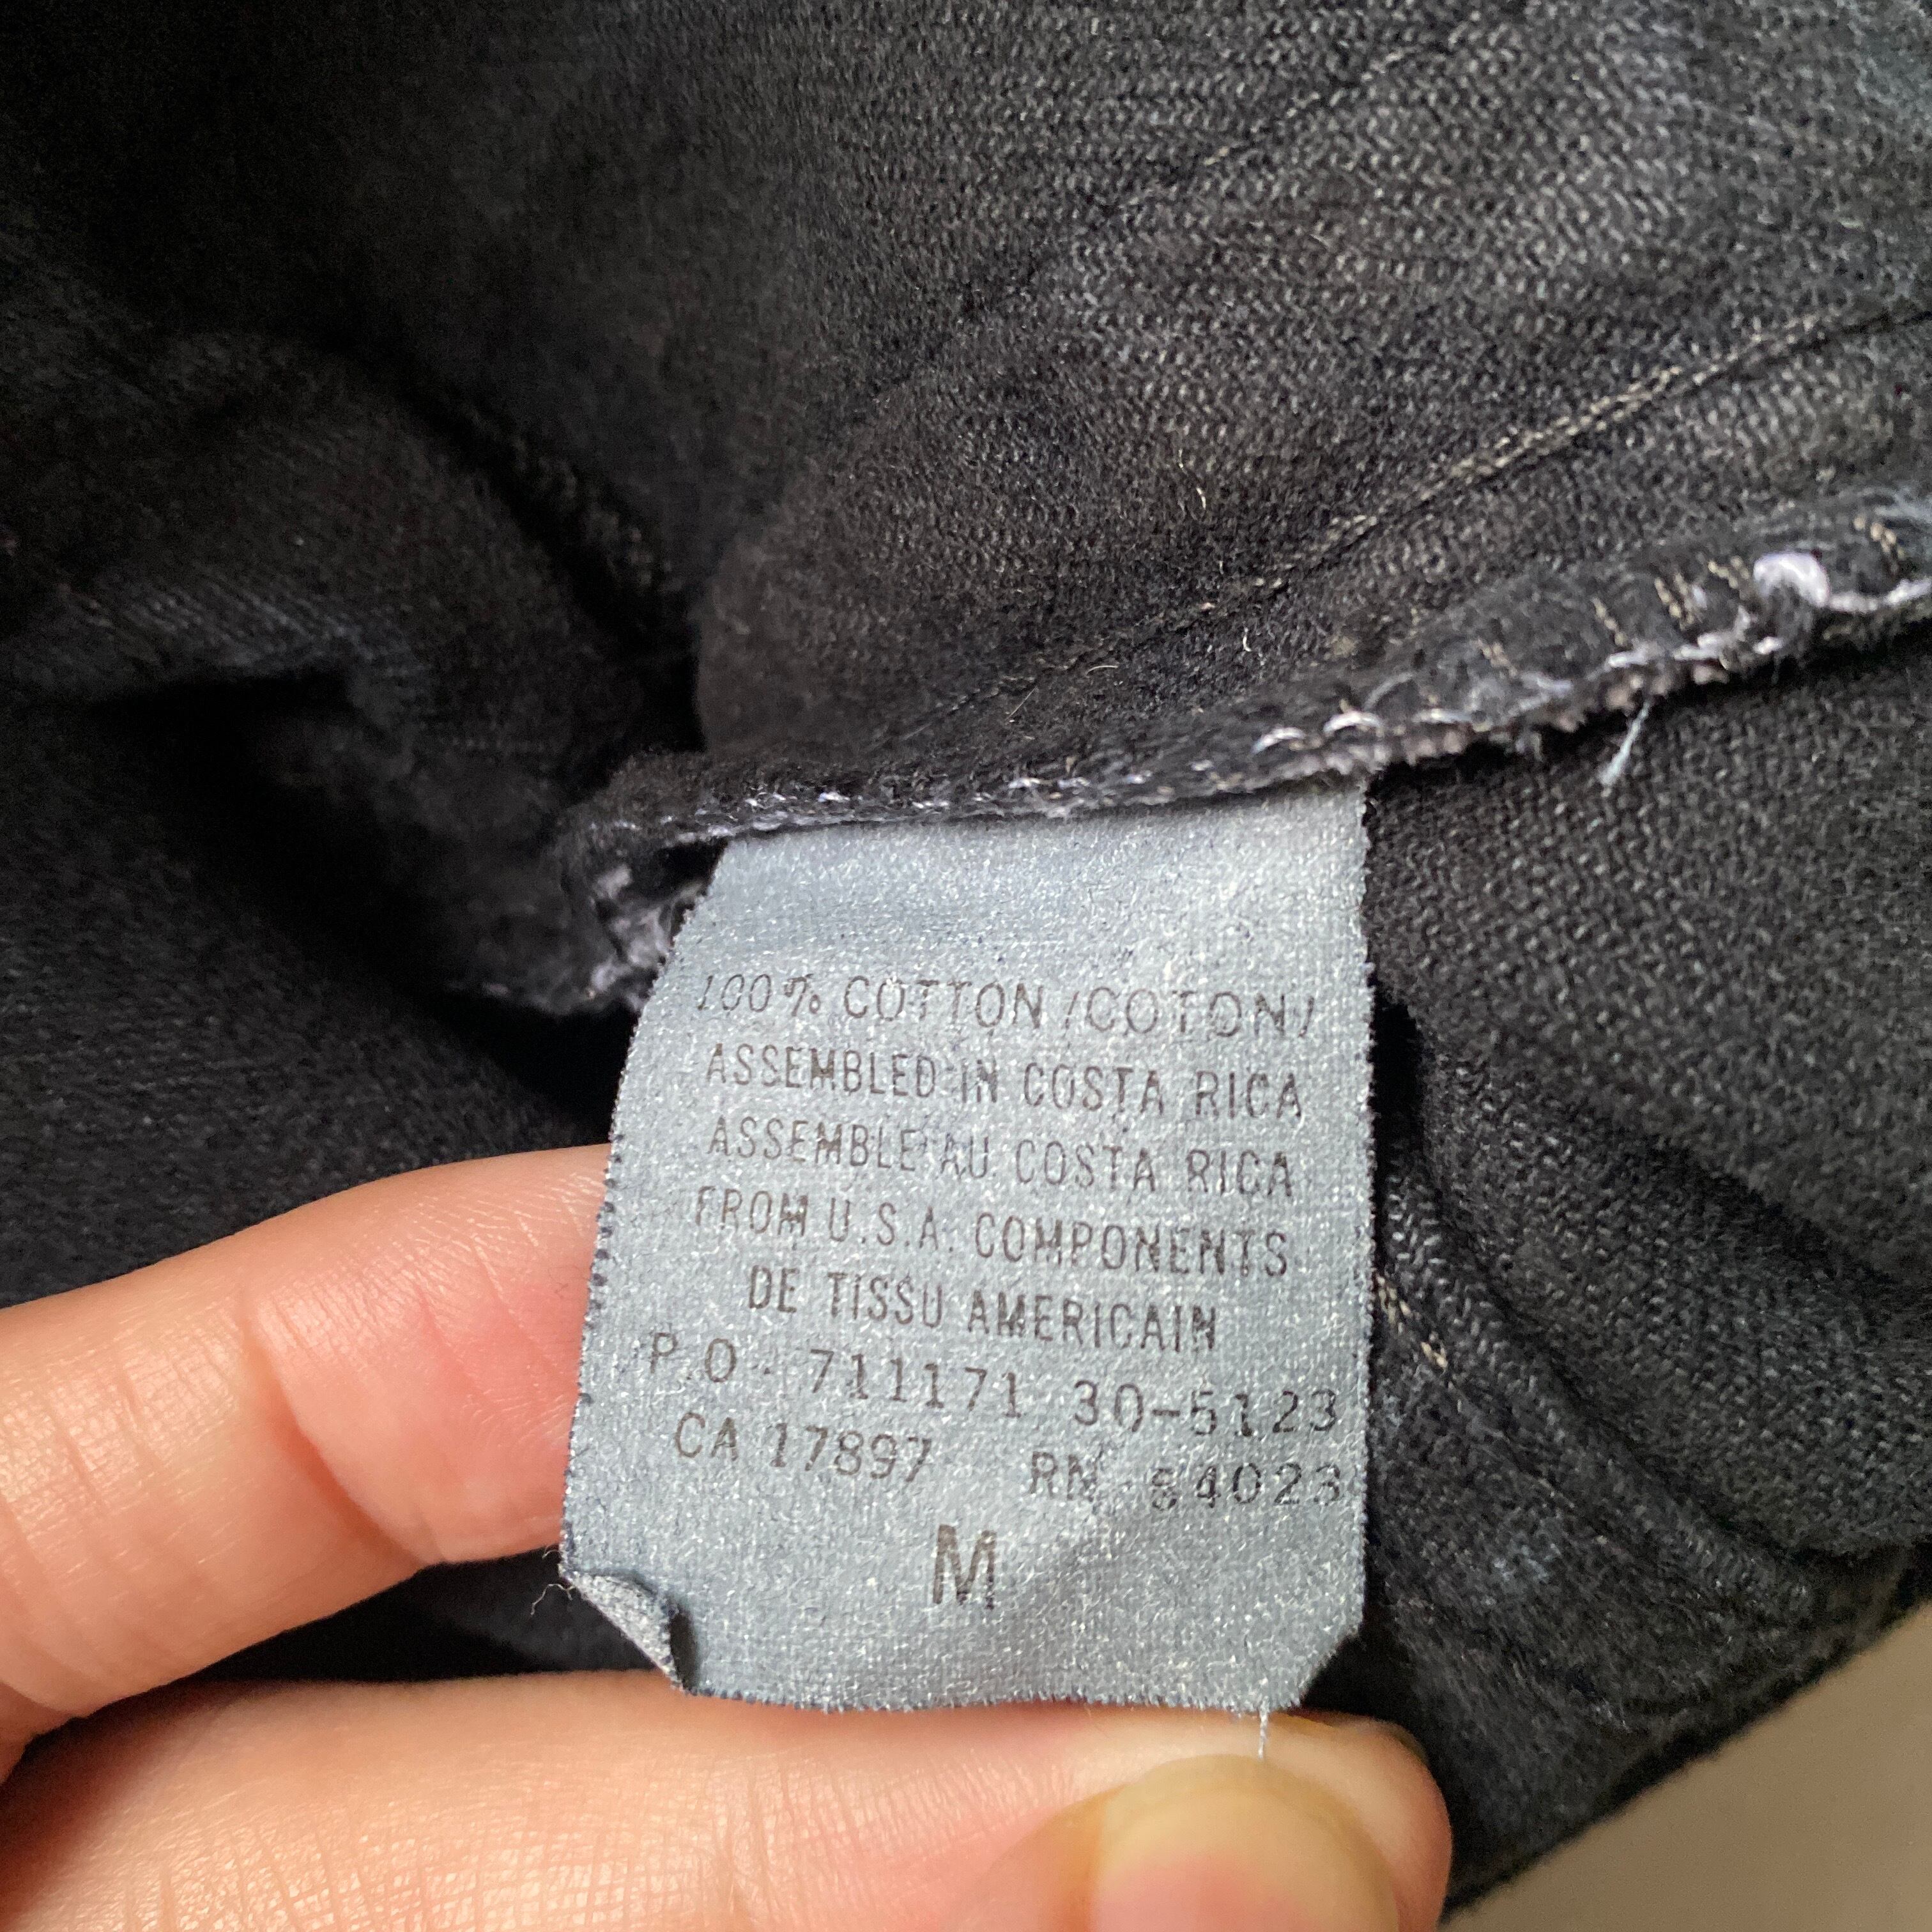 100% COTTON/COTON/
ASSEMBLED IN COSTA RICA
ASSEMBLE AU COSTA RICA
FROM U.S.A. COMPONENTS
DE TISSU AMERICAIN
P.O. 711171 30-5123
CA 17897 RN 54023
M